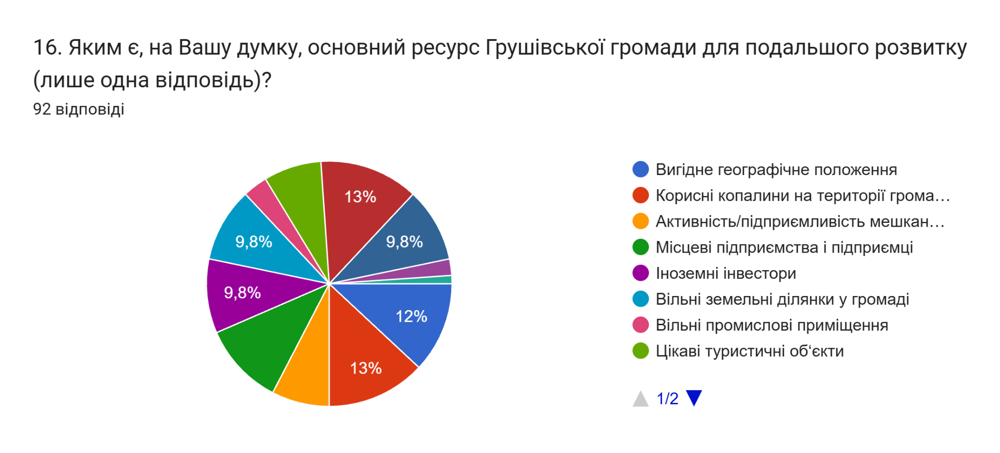 16. Яким є, на Вашу думку, основний ресурс Грушівської громади для подальшого розвитку
(лише одна відповідь)?
92 відповіді
13%
9,8%
9,8%
9,8%
12%
13%
Вигідне географічне положення
Корисні копалини на території грома…
Активність/підприємливість мешкан…
Місцеві підприємства і підприємці
Іноземні інвестори
Вільні земельні ділянки у громаді
Вільні промислові приміщення
Цікаві туристичні об‘єкти
1/2